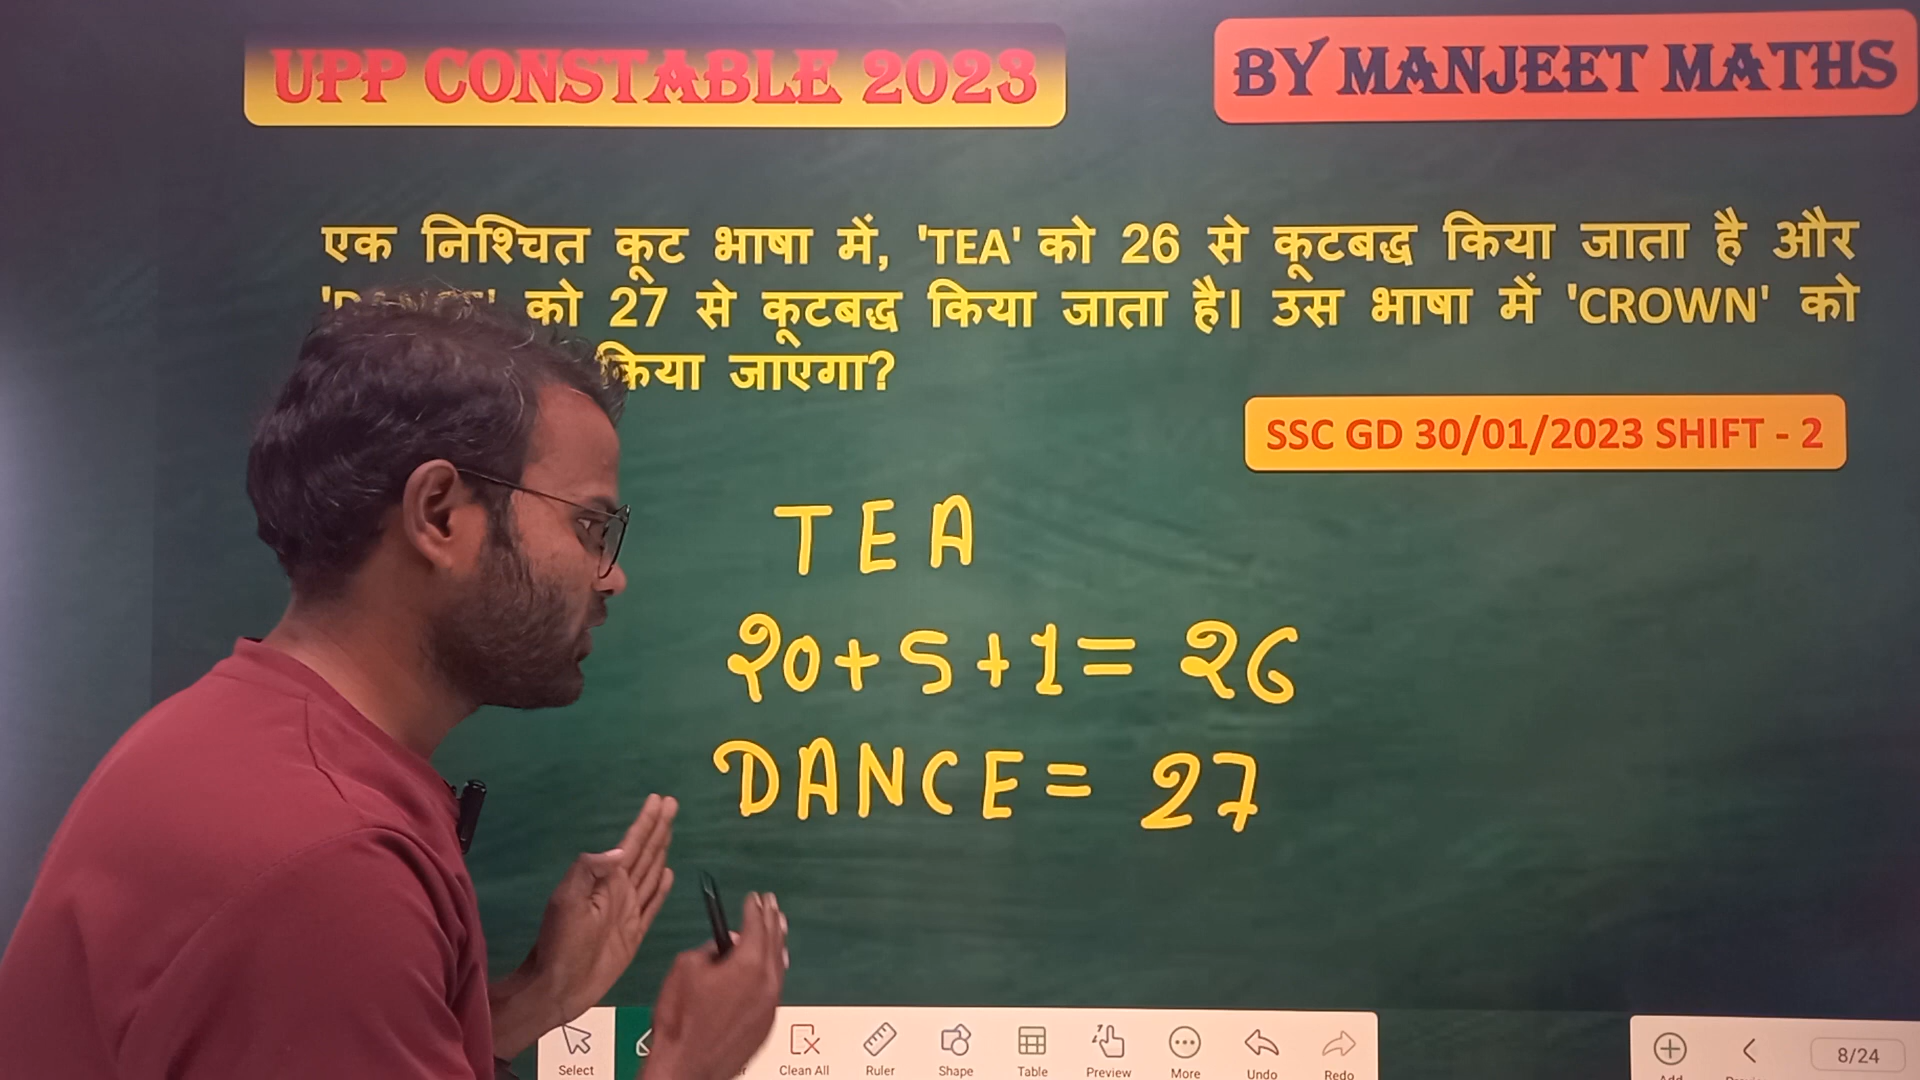 UPP CONSTABLE 2023
BY MANJEET MATHS
एक निश्चित कूट भाषा में, 'TEA' को 26 से कूटबद्ध किया जाता है और
को 27 से कूटबद्ध किया जाता है। उस भाषा में 'CROWN' को
किया जाएगा?
SSC GD 30/01/2023 SHIFT - 2
T E A
20+5+1= 26
DANCE= 27
Select
Clean All
Ruler
Shape
Table
Preview
More
Undo
Redo
8/24